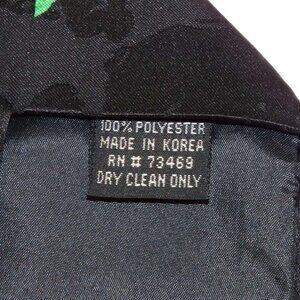 100% POLYESTER
MADE IN KOREA
RN # 73469
DRY CLEAN ONLY